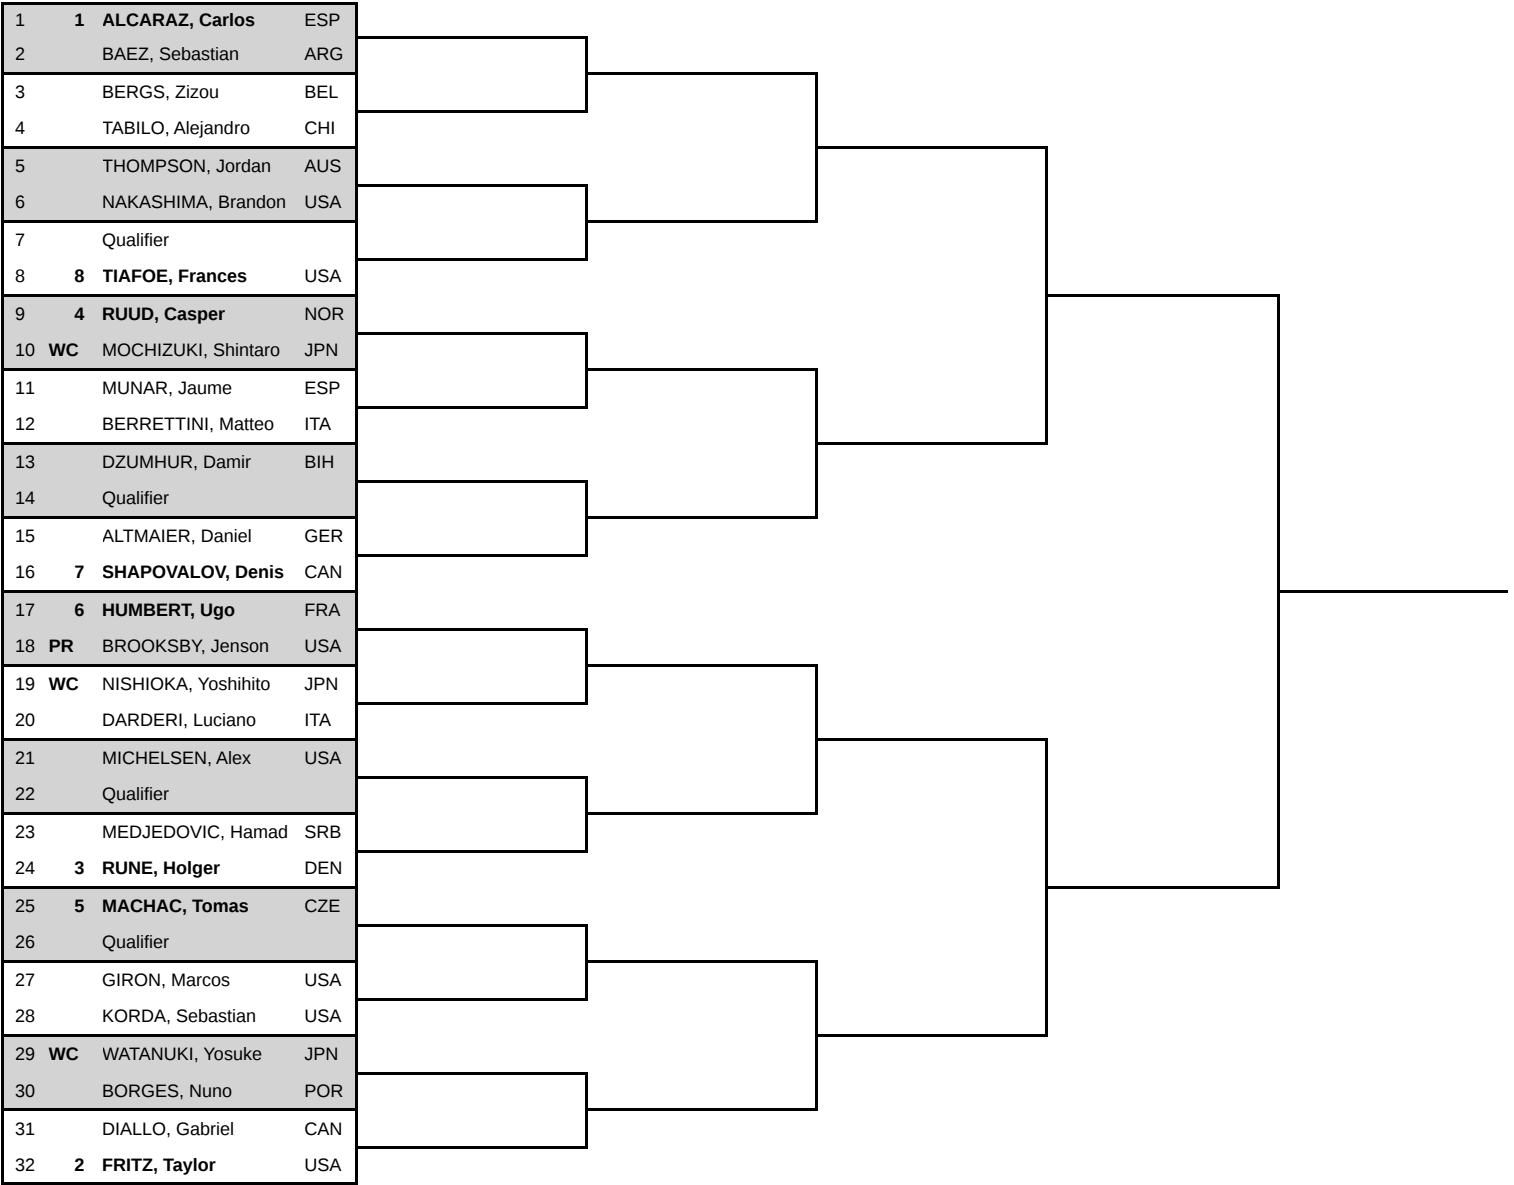 1 1 ALCARAZ, Carlos ESP
2 BAEZ, Sebastian ARG
3 BERGS, Zizou BEL
4 TABILO, Alejandro CHI
5 THOMPSON, Jordan AUS
6 NAKASHIMA, Brandon USA
7 Qualifier
8 8 TIAFOE, Frances USA
9 4 RUUD, Casper NOR
10 WC MOCHIZUKI, Shintaro JPN
11 MUNAR, Jaume ESP
12 BERRETTINI, Matteo ITA
13 DZUMHUR, Damir BIH
14 Qualifier
15 ALTMAIER, Daniel GER
16 7 SHAPOVALOV, Denis CAN
17 6 HUMBERT, Ugo FRA
18 PR BROOKSBY, Jenson USA
19 WC NISHIOKA, Yoshihito JPN
20 DARDERI, Luciano ITA
21 MICHELSEN, Alex USA
22 Qualifier
23 MEDJEDOVIC, Hamad SRB
24 3 RUNE, Holger DEN
25 5 MACHAC, Tomas CZE
26 Qualifier
27 GIRON, Marcos USA
28 KORDA, Sebastian USA
29 WC WATANUKI, Yosuke JPN
30 BORGES, Nuno POR
31 DIALLO, Gabriel CAN
32 2 FRITZ, Taylor USA